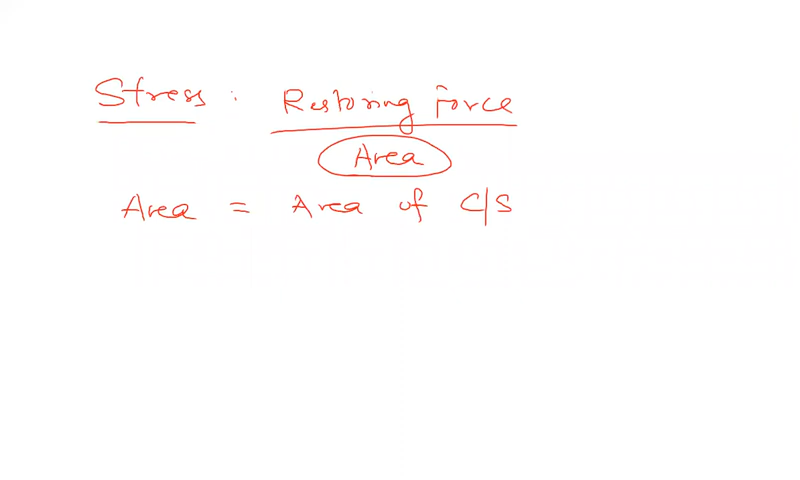 Stress : Restoring Force
Area
Area = Area of C/S